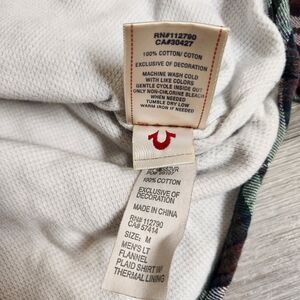 RN#112790
CA#30427
100% COTTON/COTON
EXCLUSIVE OF DECORATION
MACHINE WASH COLD
WITH LIKE COLORS
GENTLE CYCLE INSIDE OUT
ONLY NON-CHLORINE BLEACH
WHEN NEEDED
TUMBLE DRY LOW
WARM IRON IF NEEDED
100% COTTON
EXCLUSIVE OF
DECORATION
MADE IN CHINA
RN#112790
CA# 57414
SIZE: M
MEN'S LT
FLANNEL
PLAID SHIRT W
THERMAL LINING